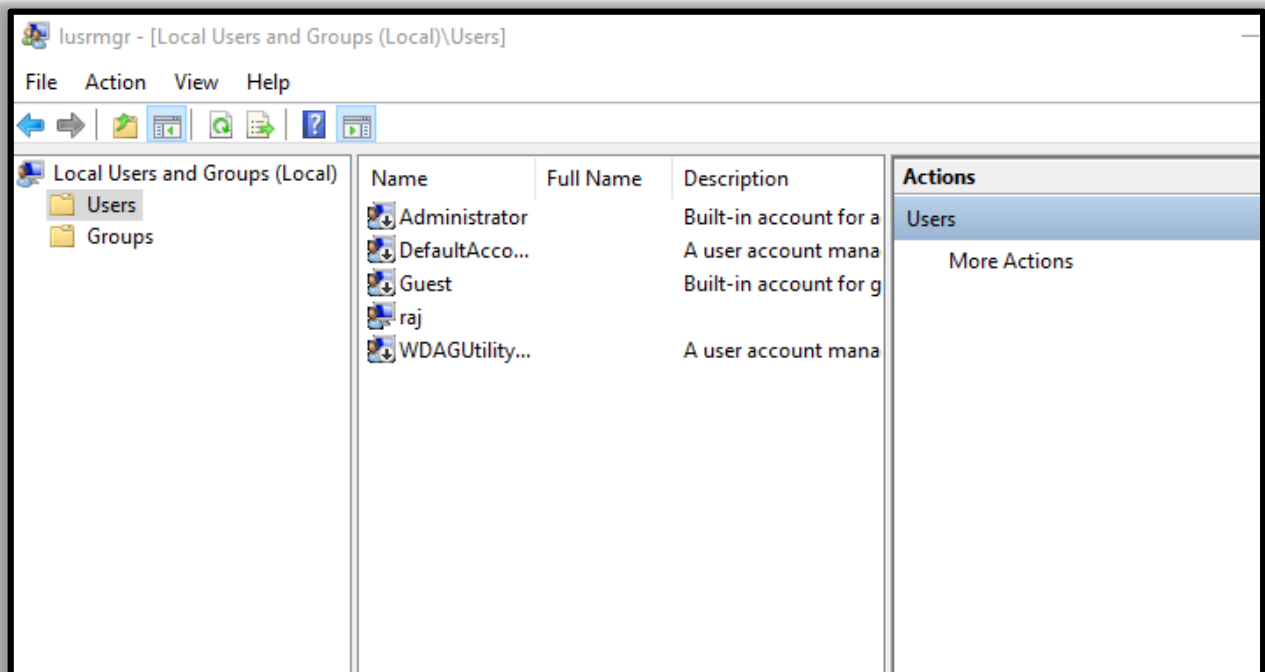 lusrmgr - [Local Users and Groups (Local)\Users]
File Action View Help
Local Users and Groups (Local)
Users
Groups
Name Full Name Description
Administrator Built-in account for a
DefaultAcco... A user account mana
Guest Built-in account for g
raj
WDAGUtility... A user account mana
Actions
Users
More Actions